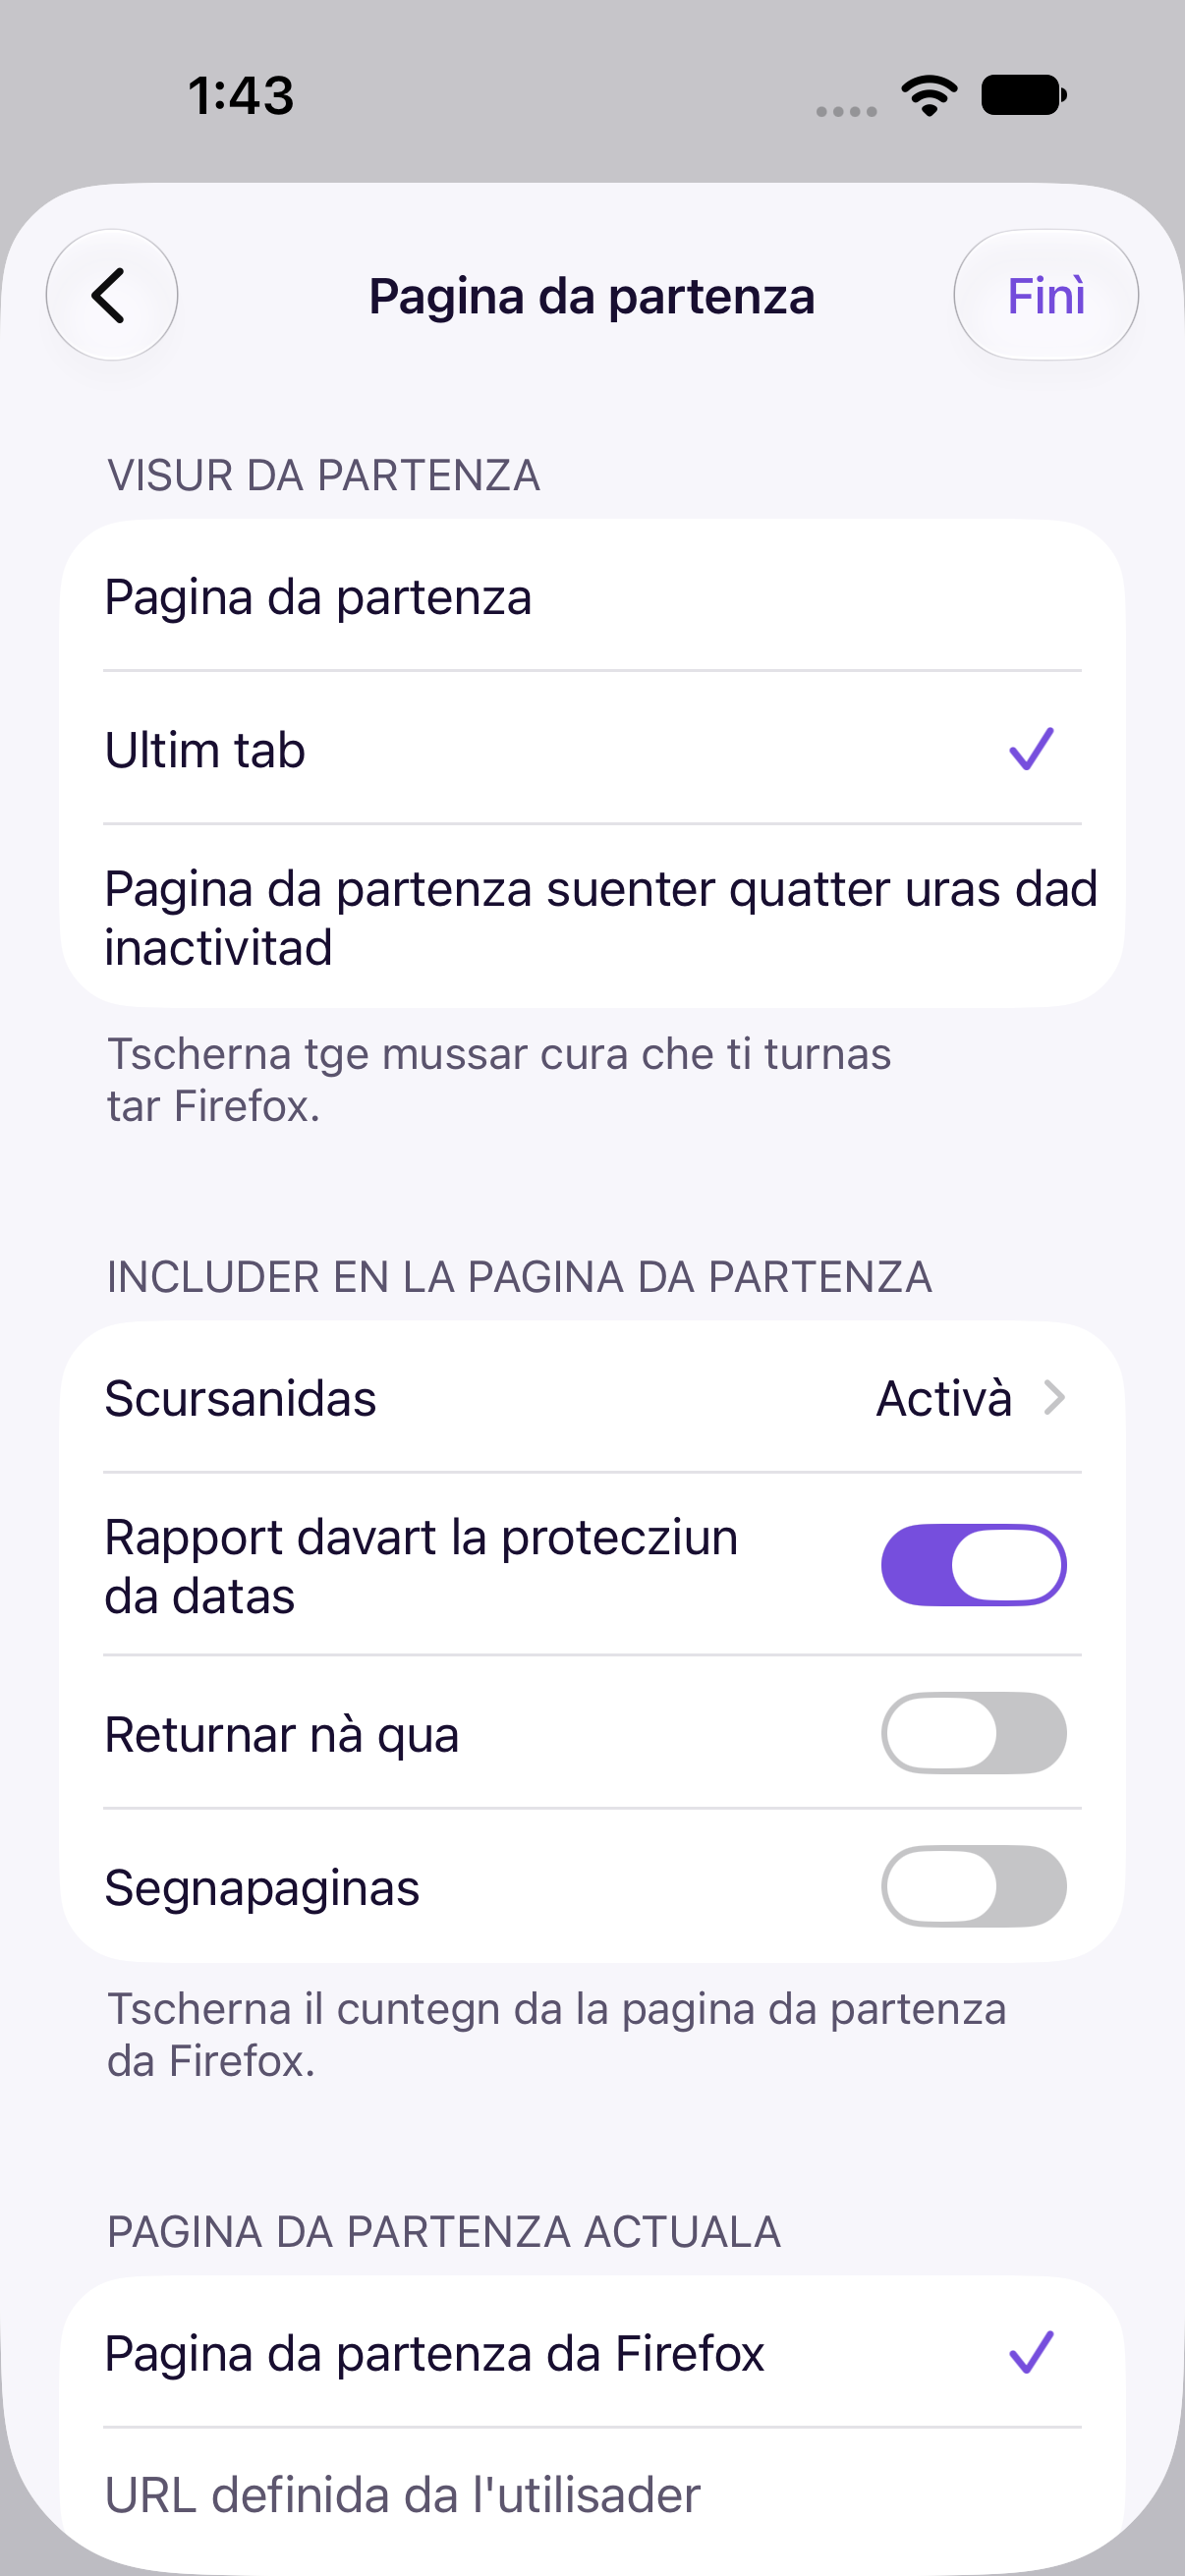 1:43
Pagina da partenza
Finì
VISUR DA PARTENZA
Pagina da partenza
Ultim tab
Pagina da partenza suenter quatter uras dad
inactivitad
Tscherna tge mussar cura che ti turnas
tar Firefox.
INCLUDER EN LA PAGINA DA PARTENZA
Scursanidas
Activà
Rapport davart la protecziun
da datas
Returnar nà qua
Segnapaginas
Tscherna il cuntegn da la pagina da partenza
da Firefox.
PAGINA DA PARTENZA ACTUALA
Pagina da partenza da Firefox
URL definida da l'utilisader